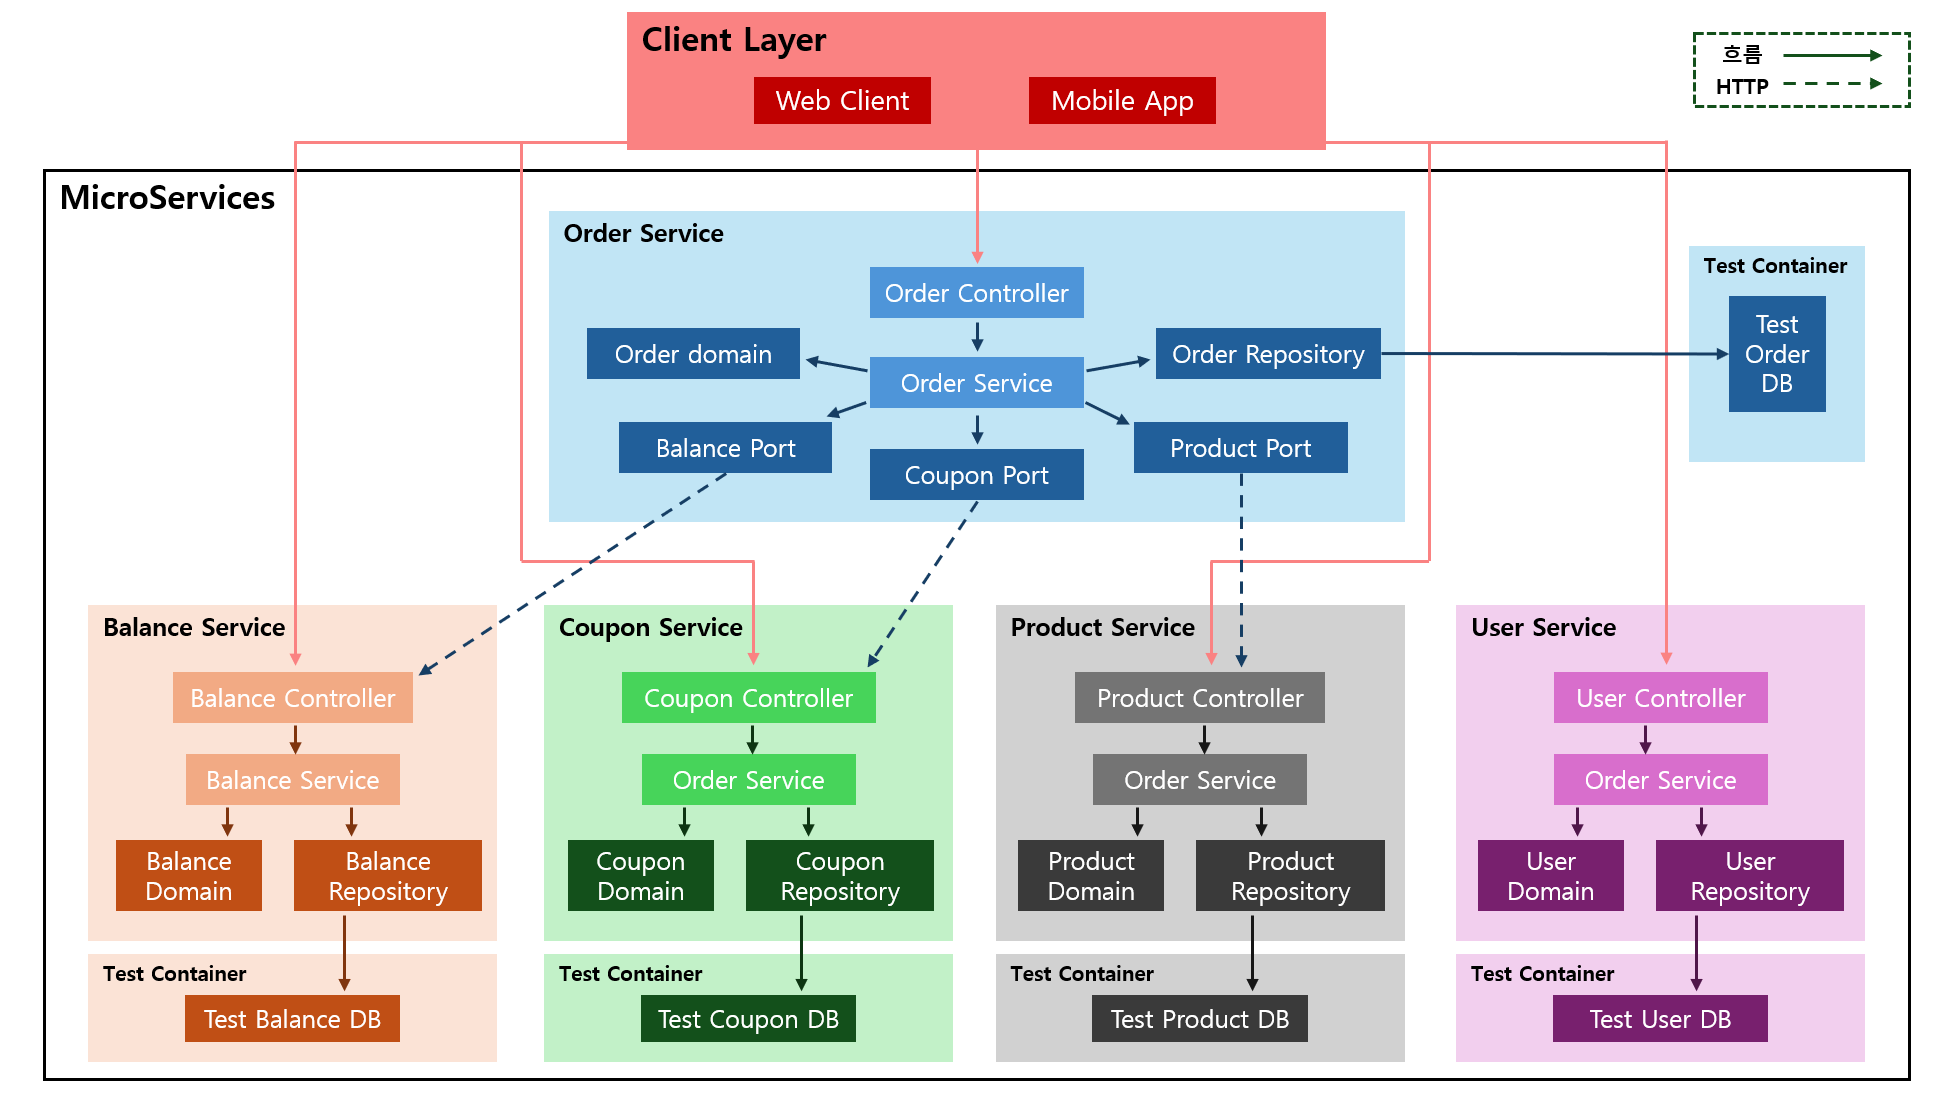 Client Layer
Web Client
Mobile App
흐름
HTTP
MicroServices
Order Service
Order Controller
Order domain
Order Service
Order Repository
Balance Port
Coupon Port
Product Port
Test Container
Test
Order
DB
Balance Service
Balance Controller
Balance Service
Balance
Domain
Balance
Repository
Test Container
Test Balance DB
Coupon Service
Coupon Controller
Order Service
Coupon
Domain
Coupon
Repository
Test Container
Test Coupon DB
Product Service
Product Controller
Order Service
Product
Domain
Product
Repository
Test Container
Test Product DB
User Service
User Controller
Order Service
User
Domain
User
Repository
Test Container
Test User DB